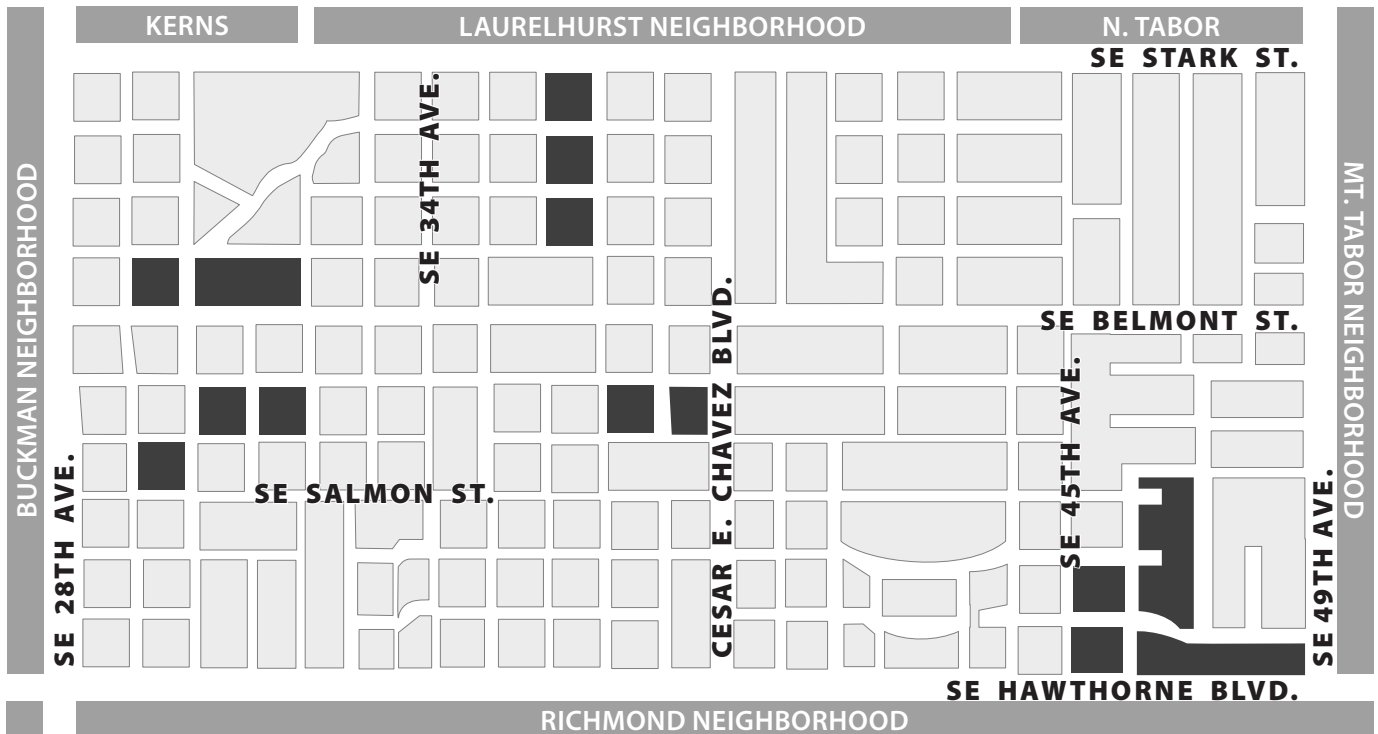 KERNS
LAURELHURST NEIGHBORHOOD
N. TABOR
SE STARK ST.
BUCKMAN NEIGHBORHOOD
SE 34TH AVE.
MT. TABOR NEIGHBORHOOD
CESAR E. CHAVEZ BLVD.
SE BELMONT ST.
SE 45TH AVE.
SE 28TH AVE.
SE SALMON ST.
SE 49TH AVE.
SE HAWTHORNE BLVD.
RICHMOND NEIGHBORHOOD